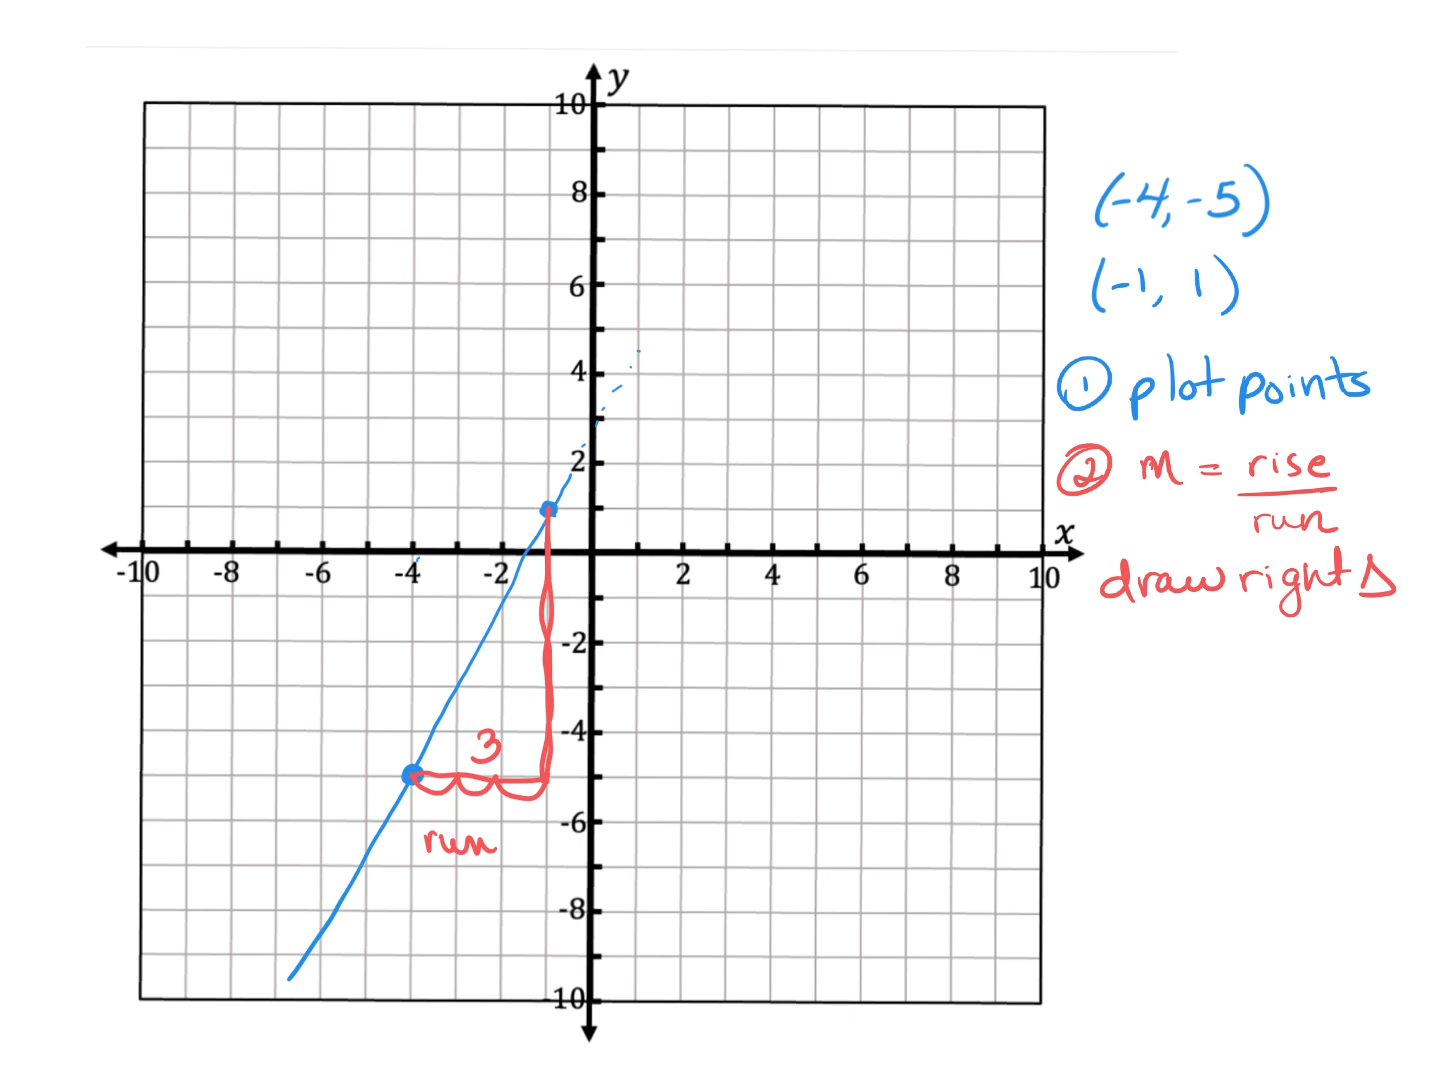 y
10
8
6
4
2
x
-10 -8 -6 -4 -2 2 4 6 8 10
-2
-4
-6
-8
-10
3
run
(-4,-5)
(-1, 1)
① plot points
② m = rise
run
draw right Δ